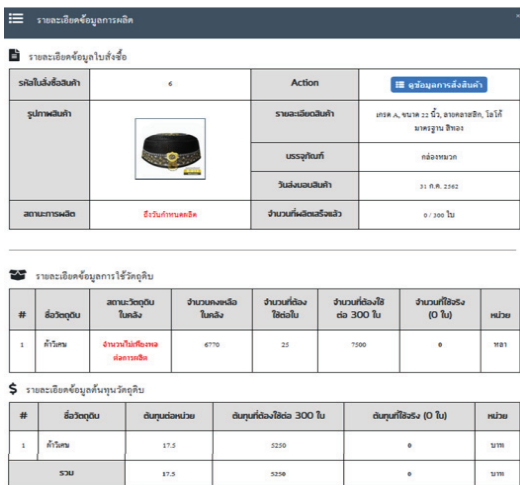 รายละเอียดข้อมูลการผลิต
รายละเอียดข้อมูลใบสั่งซื้อ
รหัสใบสั่งซื้อสินค้า 6 Action ดูข้อมูลการสั่งสินค้า
รูปภาพสินค้า รายละเอียดสินค้า เกรด A, ขนาด 22 นิ้ว, ลายคลาสสิก, โลโก้
มาตรฐาน สีทอง
บรรจุภัณฑ์ กล่องหมวก
วันส่งมอบสินค้า 31 ก.ค. 2562
สถานะการผลิต ถึงวันกำหนดผลิต จำนวนที่ผลิตเสร็จแล้ว 0 / 300 ใบ
รายละเอียดข้อมูลการใช้วัตถุดิบ
# ชื่อวัตถุดิบ สถานะวัตถุดิบ จำนวนคงเหลือ จำนวนที่ต้อง จำนวนที่ต้องใช้ จำนวนที่ใช้จริง หน่วย
ในคลัง ในคลัง ใช้ต่อใบ ต่อ 300 ใบ (0 ใบ)
1 ด้ายวิเศษ จำนวนไม่เพียงพอ 6770 25 7500 0 หลา
ต่อการผลิต
รายละเอียดข้อมูลต้นทุนวัตถุดิบ
# ชื่อวัตถุดิบ ต้นทุนต่อหน่วย ต้นทุนที่ต้องใช้ต่อ 300 ใบ ต้นทุนที่ใช้จริง (0 ใบ) หน่วย
1 17.5 5250 0 บาท
รวม 17.5 5250 0 บาท